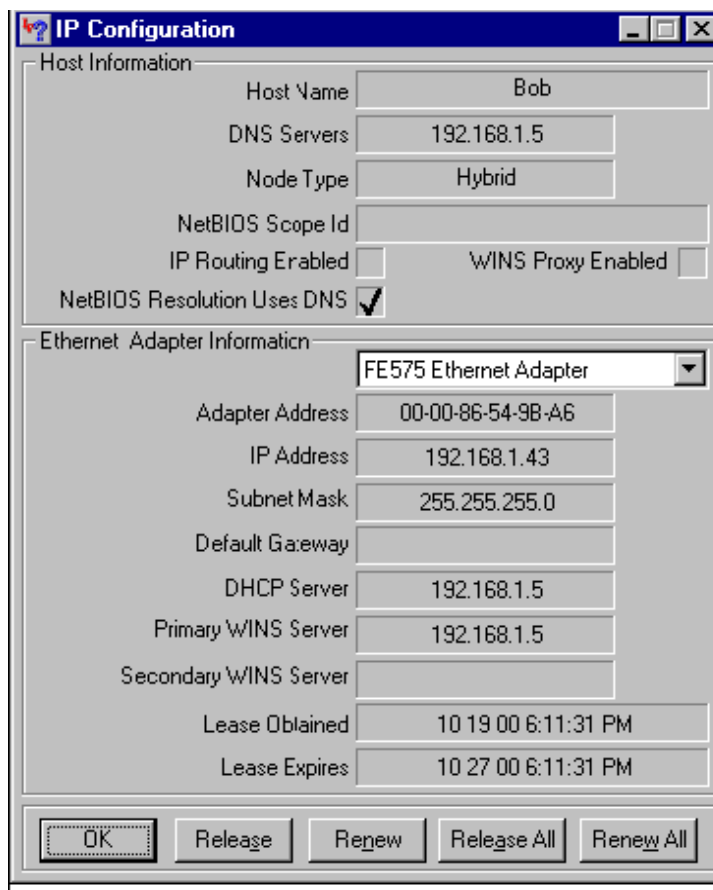 IP Configuration
Host Information
Host Name Bob
DNS Servers 192.168.1.5
Node Type Hybrid
NetBIOS Scope Id
IP Routing Enabled WINS Proxy Enabled
NetBIOS Resolution Uses DNS
Ethernet Adapter Information
FE575 Ethernet Adapter
Adapter Address 00-00-86-54-9B-A6
IP Address 192.168.1.43
Subnet Mask 255.255.255.0
Default Gateway
DHCP Server 192.168.1.5
Primary WINS Server 192.168.1.5
Secondary WINS Server
Lease Obtained 10 19 00 6:11:31 PM
Lease Expires 10 27 00 6:11:31 PM
OK Release Renew Release All Renew All